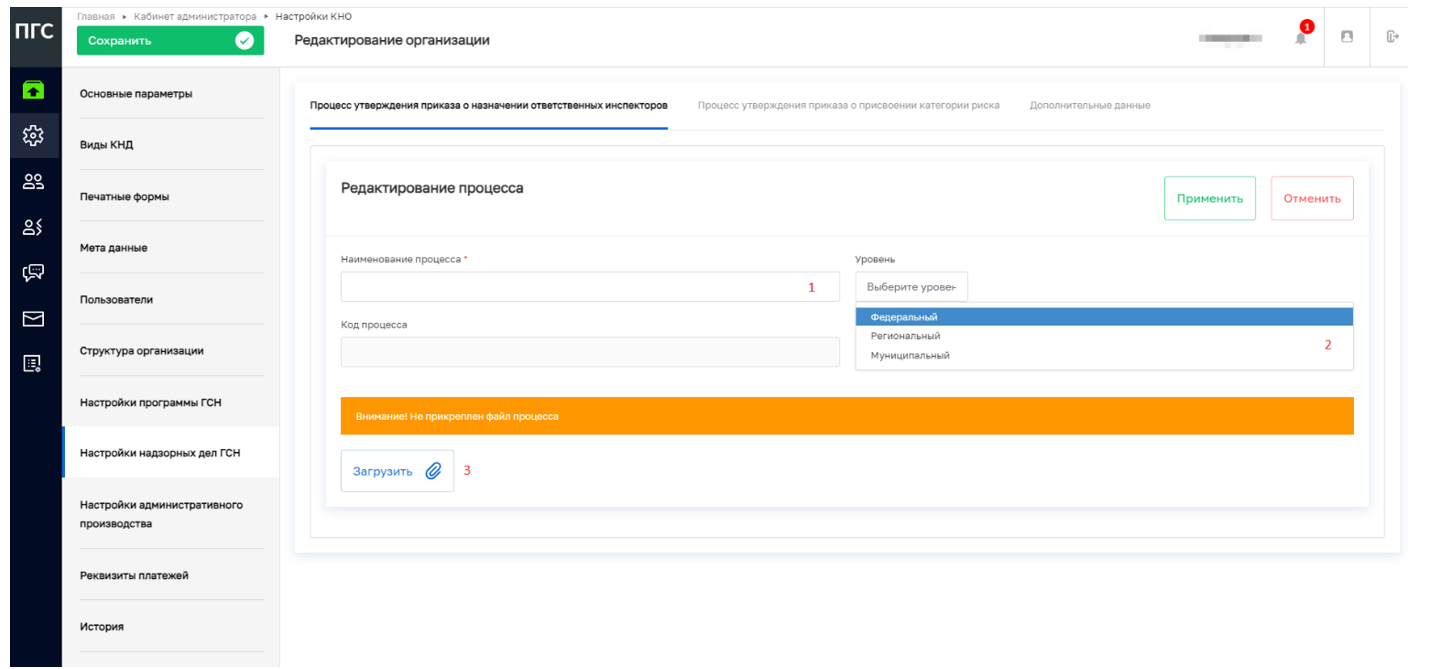 ПГС
Главная ▸ Кабинет администратора ▸ Настройки КНО
Сохранить
Редактирование организации
1
Основные параметры
Виды КНД
Печатные формы
Мета данные
Пользователи
Структура организации
Настройки программы ГСН
Настройки надзорных дел ГСН
Настройки административного
производства
Реквизиты платежей
История
Процесс утверждения приказа о назначении ответственных инспекторов
Процесс утверждения приказа о присвоении категории риска
Дополнительные данные
Редактирование процесса
Применить
Отменить
Наименование процесса *
1
Уровень
Выберите уровен
Федеральный
Региональный
Муниципальный
2
Код процесса
Внимание! Не прикреплен файл процесса
Загрузить
3